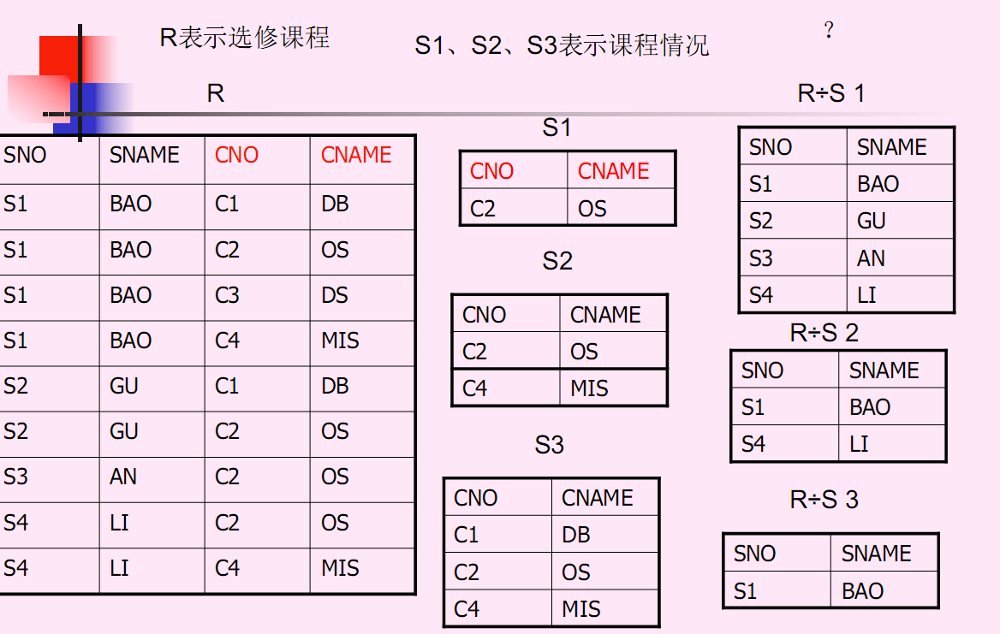 R表示选修课程
S1、S2、S3表示课程情况
?
R
SNO SNAME CNO CNAME
S1 BAO C1 DB
S1 BAO C2 OS
S1 BAO C3 DS
S1 BAO C4 MIS
S2 GU C1 DB
S2 GU C2 OS
S3 AN C2 OS
S4 LI C2 OS
S4 LI C4 MIS
S1
CNO CNAME
C2 OS
S2
CNO CNAME
C2 OS
C4 MIS
S3
CNO CNAME
C1 DB
C2 OS
C4 MIS
R÷S 1
SNO SNAME
S1 BAO
S2 GU
S3 AN
S4 LI
R÷S 2
SNO SNAME
S1 BAO
S4 LI
R÷S 3
SNO SNAME
S1 BAO